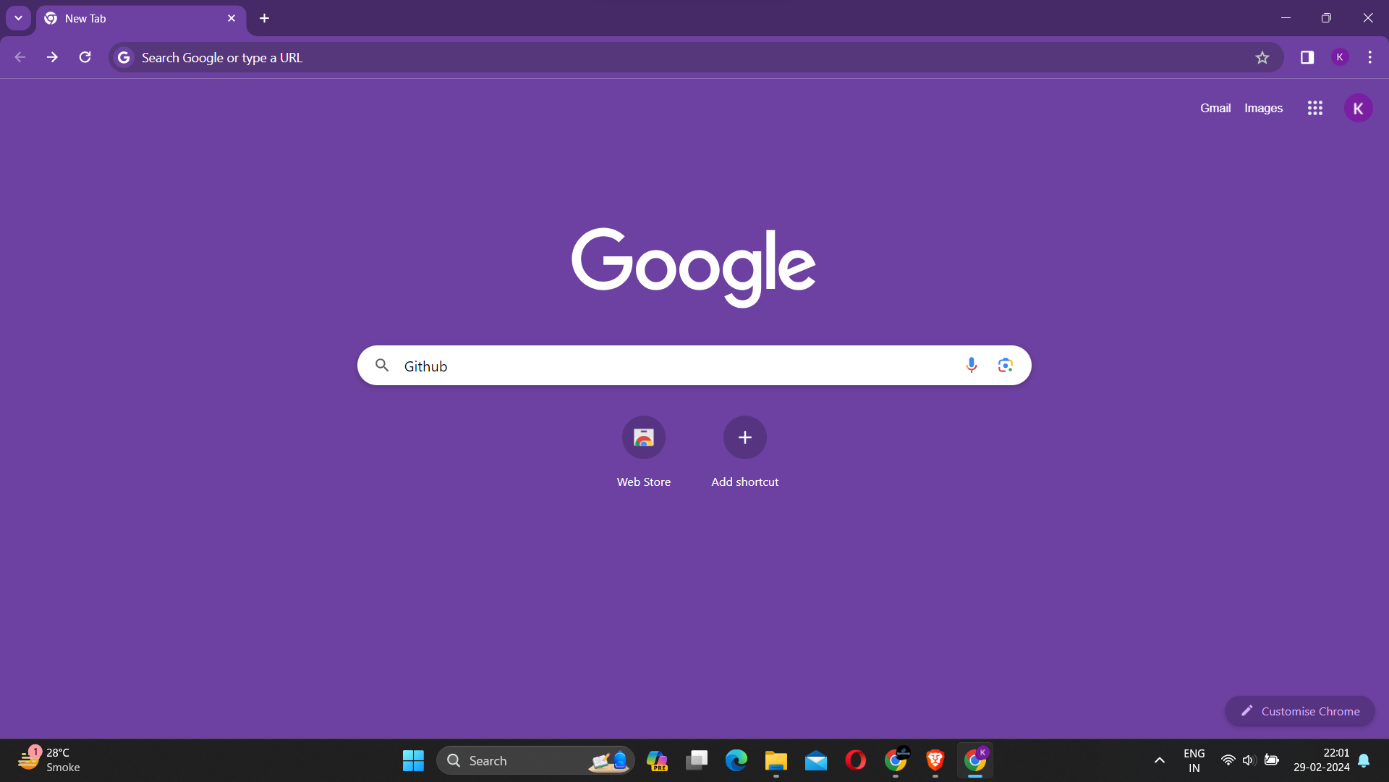 New Tab
Search Google or type a URL
K
Gmail Images
K
Google
Github
Web Store Add shortcut
Customise Chrome
1
28°C
Smoke
Search
PRE
K
ENG
IN
22:01
29-02-2024